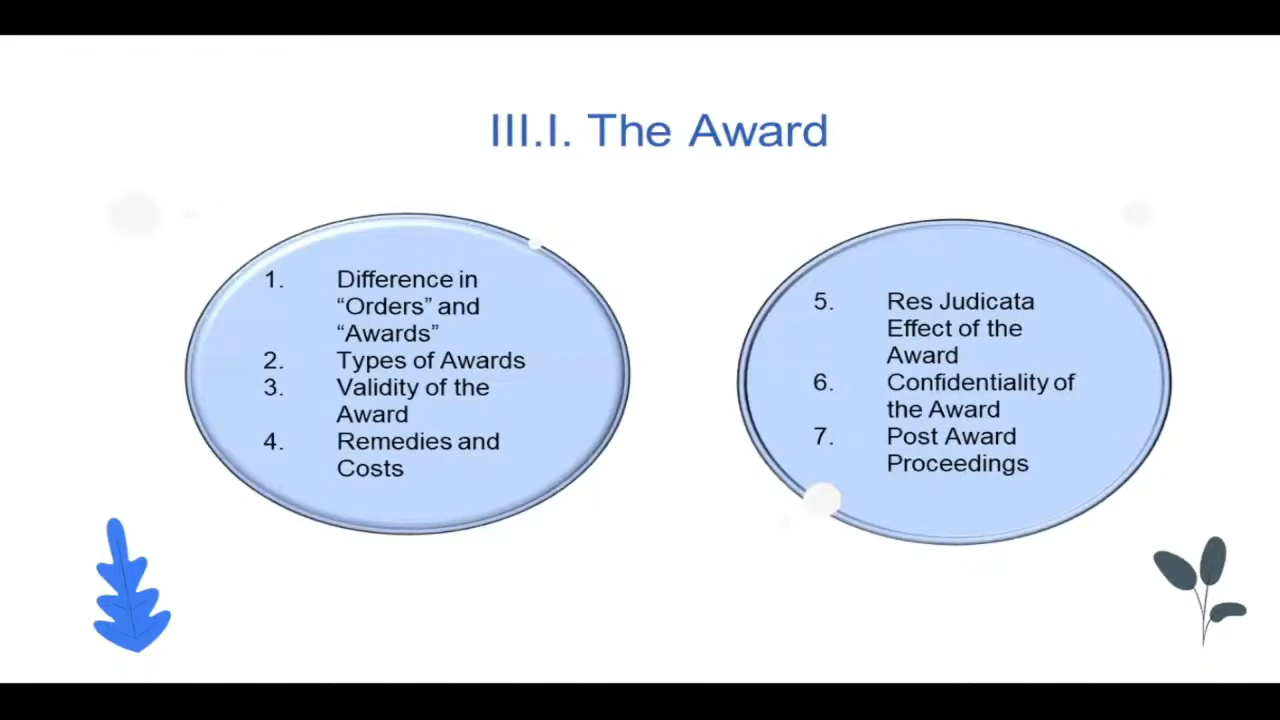 III.I. The Award
1. Difference in
“Orders” and
“Awards”
2. Types of Awards
3. Validity of the
Award
4. Remedies and
Costs
5. Res Judicata
Effect of the
Award
6. Confidentiality of
the Award
7. Post Award
Proceedings